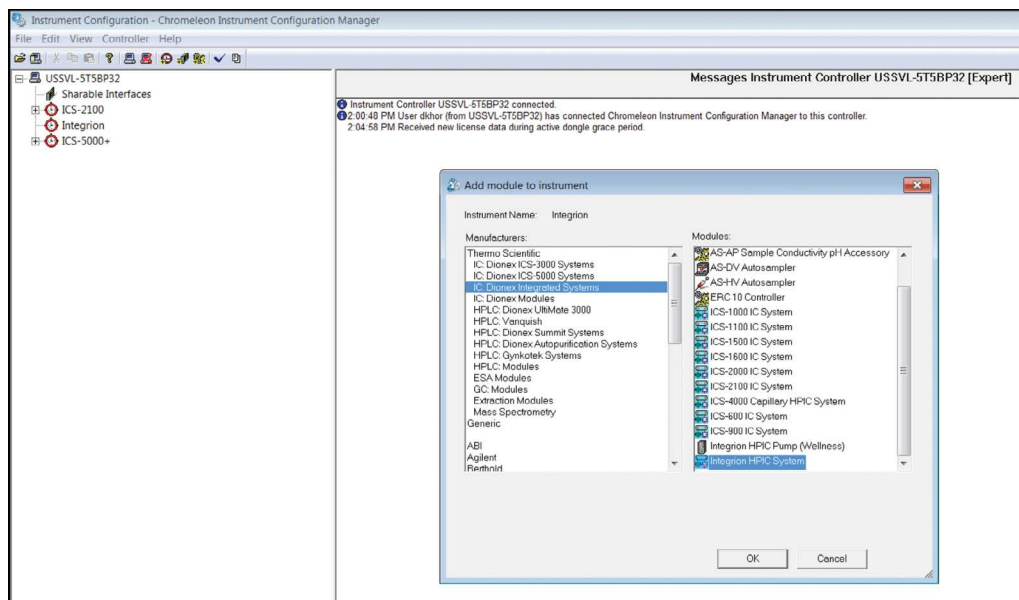 Instrument Configuration - Chromeleon Instrument Configuration Manager
File Edit View Controller Help
USSVL-5T5BP32
Sharable Interfaces
ICS-2100
Integrion
ICS-5000+
Messages Instrument Controller USSVL-5T5BP32 [Expert]
Instrument Controller USSVL-5T5BP32 connected.
2:00:48 PM User dkhor (from USSVL-5T5BP32) has connected Chromeleon Instrument Configuration Manager to this controller.
2:04:58 PM Received new license data during active dongle grace period.
Add module to instrument
Instrument Name: Integrion
Manufacturers:
Thermo Scientific
IC: Dionex ICS-3000 Systems
IC: Dionex ICS-5000 Systems
IC: Dionex Integrated Systems
IC: Dionex Modules
HPLC: Dionex UltiMate 3000
HPLC: Vanquish
HPLC: Dionex Summit Systems
HPLC: Dionex Autopurification Systems
HPLC: Gynkotek Systems
HPLC: Modules
ESA Modules
GC: Modules
Extraction Modules
Mass Spectrometry
Generic
ABI
Agilent
Berthold
Modules:
AS-AP Sample Conductivity pH Accessory
AS-DV Autosampler
AS-HV Autosampler
ERC 10 Controller
ICS-1000 IC System
ICS-1100 IC System
ICS-1500 IC System
ICS-1600 IC System
ICS-2000 IC System
ICS-2100 IC System
ICS-4000 Capillary HPIC System
ICS-600 IC System
ICS-900 IC System
Integrion HPIC Pump (Wellness)
Integrion HPIC System
OK Cancel